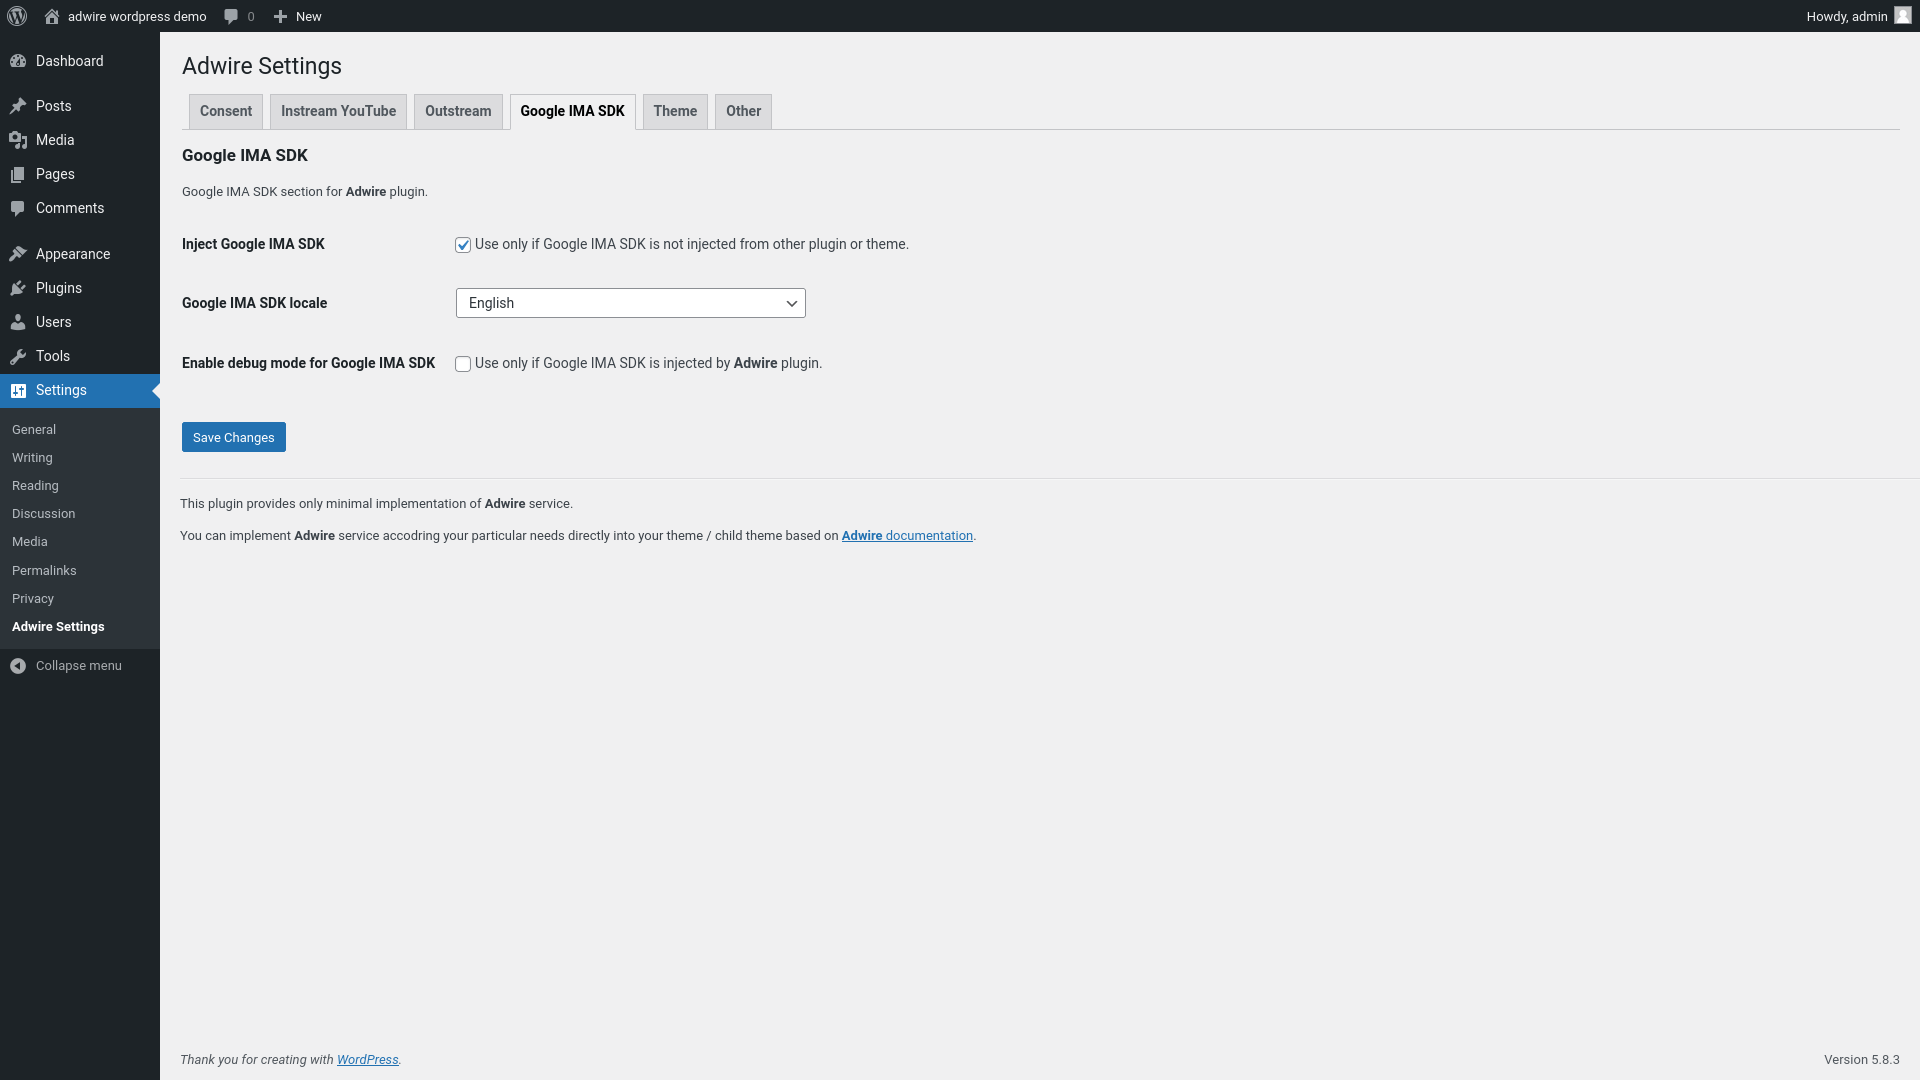 adwire wordpress demo 0 New Howdy, admin
Dashboard
Posts
Media
Pages
Comments
Appearance
Plugins
Users
Tools
Settings
General
Writing
Reading
Discussion
Media
Permalinks
Privacy
Adwire Settings
Collapse menu
Adwire Settings
Consent Instream YouTube Outstream Google IMA SDK Theme Other
Google IMA SDK
Google IMA SDK section for Adwire plugin.
Inject Google IMA SDK Use only if Google IMA SDK is not injected from other plugin or theme.
Google IMA SDK locale English
Enable debug mode for Google IMA SDK Use only if Google IMA SDK is injected by Adwire plugin.
Save Changes
This plugin provides only minimal implementation of Adwire service.
You can implement Adwire service accodring your particular needs directly into your theme / child theme based on Adwire documentation.
Thank you for creating with WordPress. Version 5.8.3